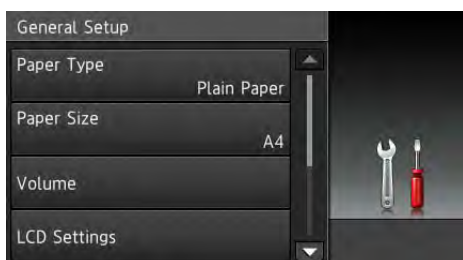 General Setup
Paper Type
Plain Paper
Paper Size
A4
Volume
LCD Settings